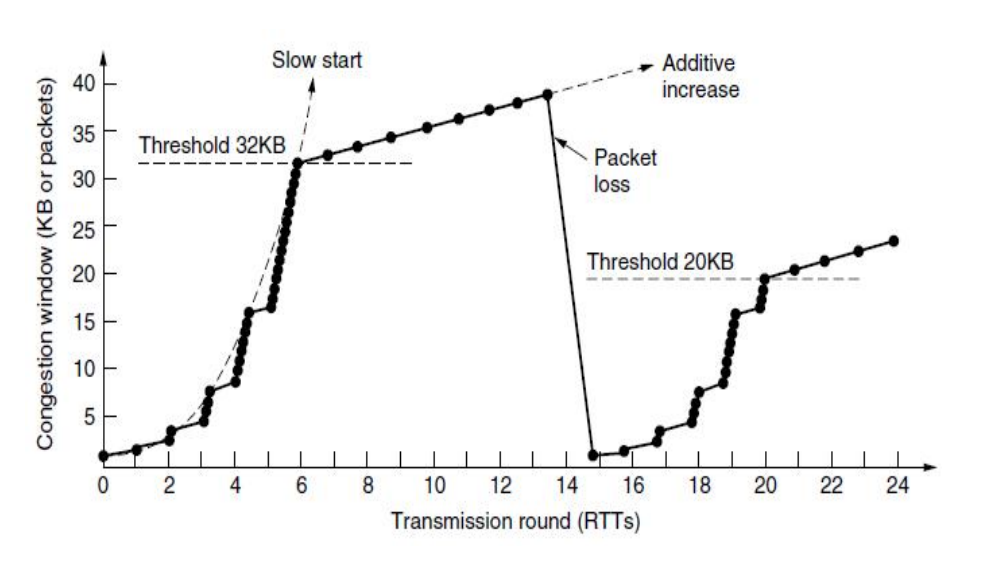 Slow start
Additive
increase
Threshold 32KB
Packet
loss
Threshold 20KB
Congestion window (KB or packets)
40
35
30
25
20
15
10
5
0 2 4 6 8 10 12 14 16 18 20 22 24
Transmission round (RTTs)